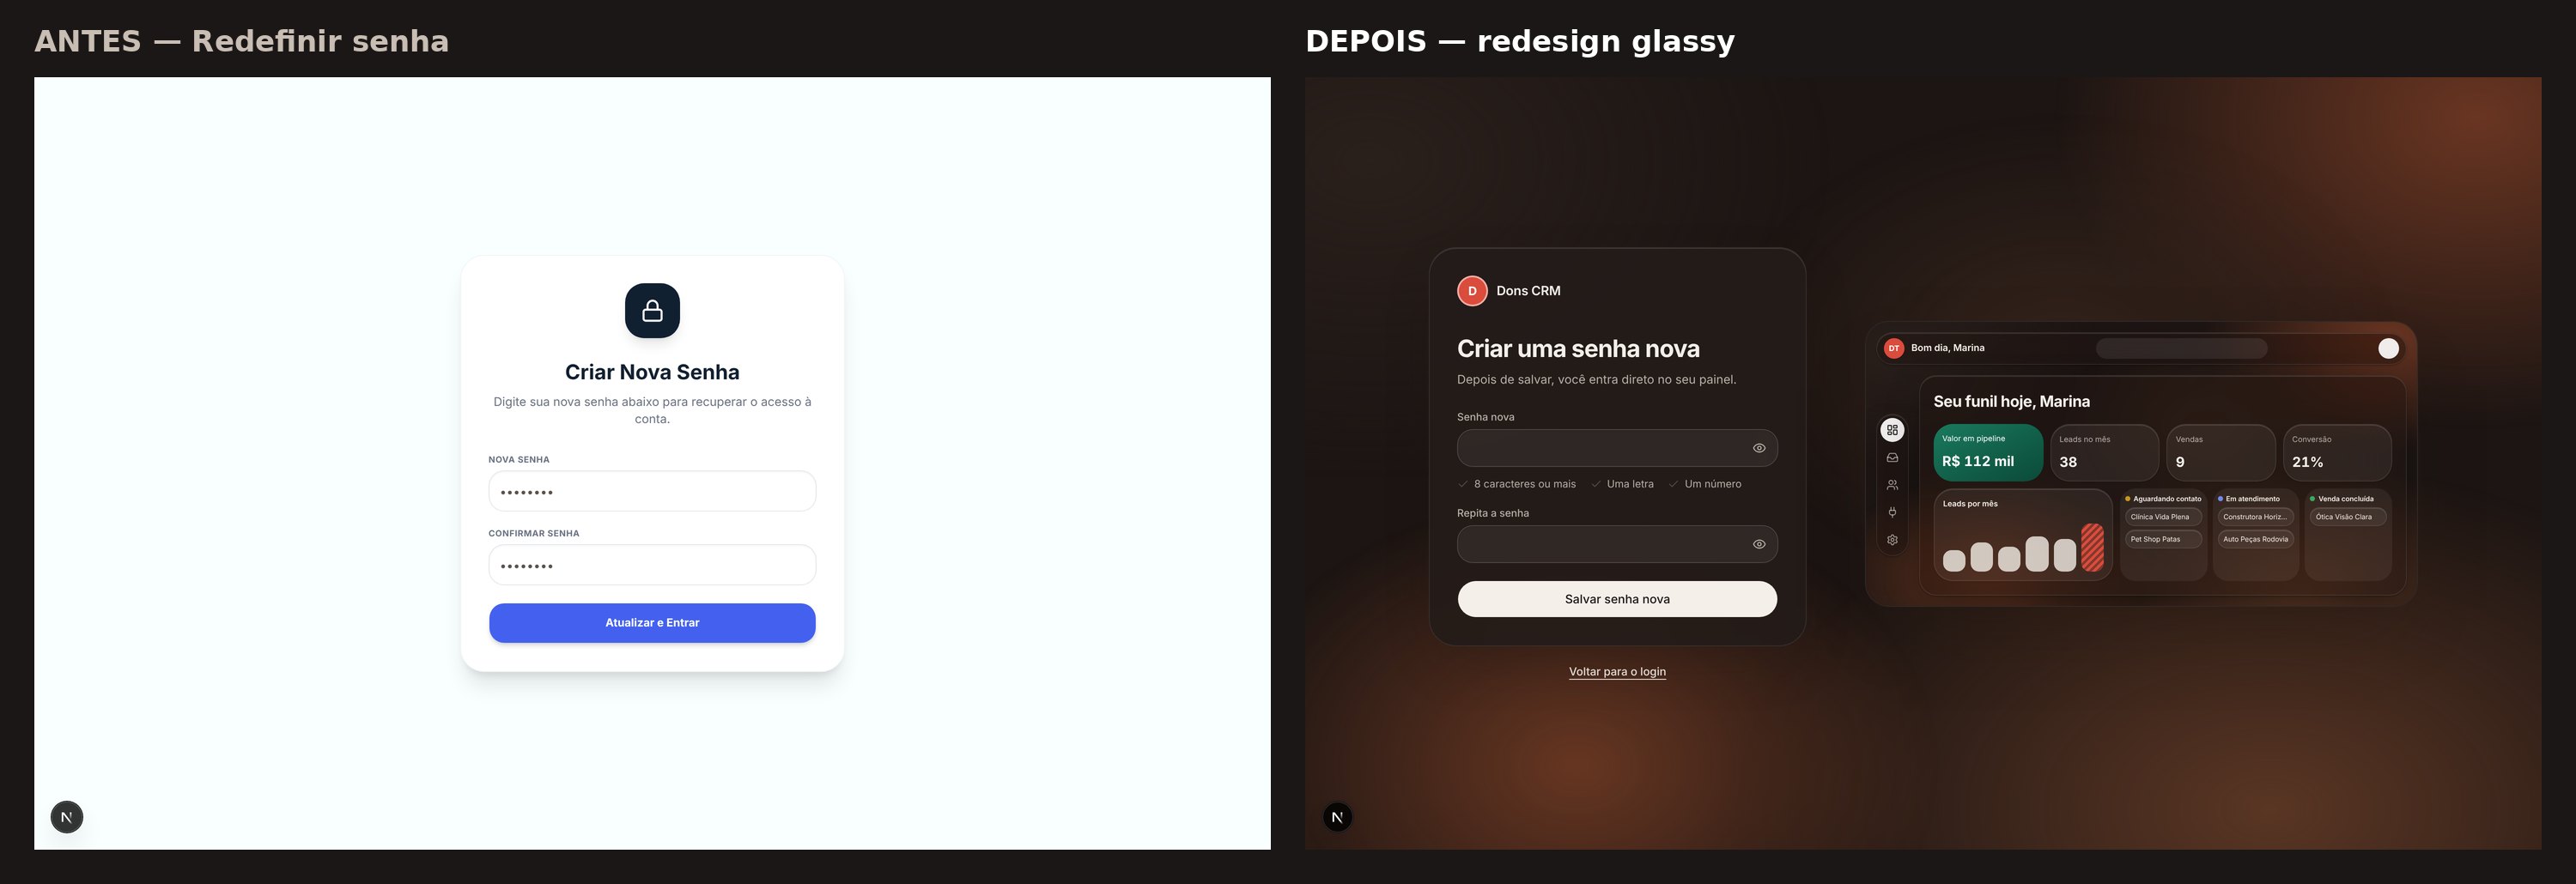 ANTES — Redefinir senha
Criar Nova Senha
Digite sua nova senha abaixo para recuperar o acesso à
conta.
NOVA SENHA
••••••••
CONFIRMAR SENHA
••••••••
Atualizar e Entrar
N
DEPOIS — redesign glassy
D
Dons CRM
Criar uma senha nova
Depois de salvar, você entra direto no seu painel.
Senha nova
8 caracteres ou mais
Uma letra
Um número
Repita a senha
Salvar senha nova
Voltar para o login
DT
Bom dia, Marina
Seu funil hoje, Marina
Valor em pipeline
R$ 112 mil
Leads no mês
38
Vendas
9
Conversão
21%
Leads por mês
Aguardando contato
Clínica Vida Plena
Pet Shop Patas
Em atendimento
Construtora Horiz...
Auto Peças Rodovia
Venda concluída
Ótica Visão Clara
N